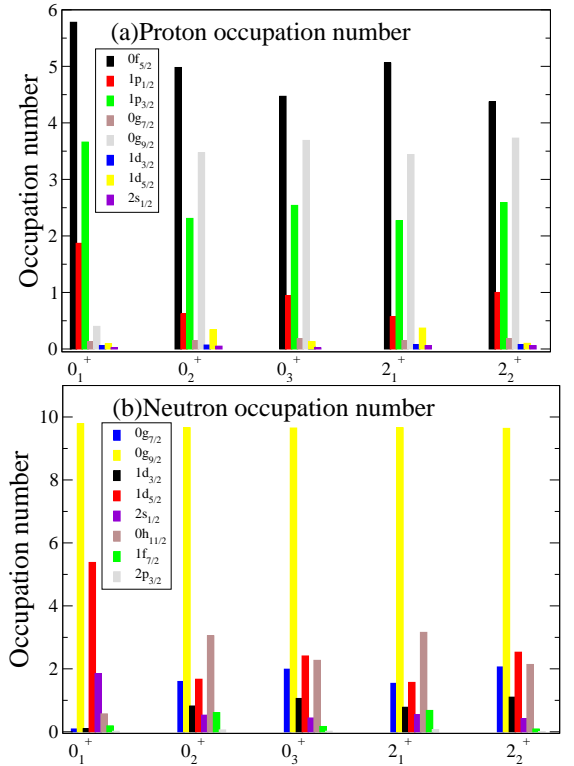 (a)Proton occupation number
Occupation number
6
5
4
3
2
1
0
0f5/2
1p1/2
1p3/2
0g7/2
0g9/2
1d3/2
1d5/2
2s1/2
0₁⁺ 0₂⁺ 0₃⁺ 2₁⁺ 2₂⁺
(b)Neutron occupation number
Occupation number
10
8
6
4
2
0
0g7/2
0g9/2
1d3/2
1d5/2
2s1/2
0h11/2
1f7/2
2p3/2
0₁⁺ 0₂⁺ 0₃⁺ 2₁⁺ 2₂⁺